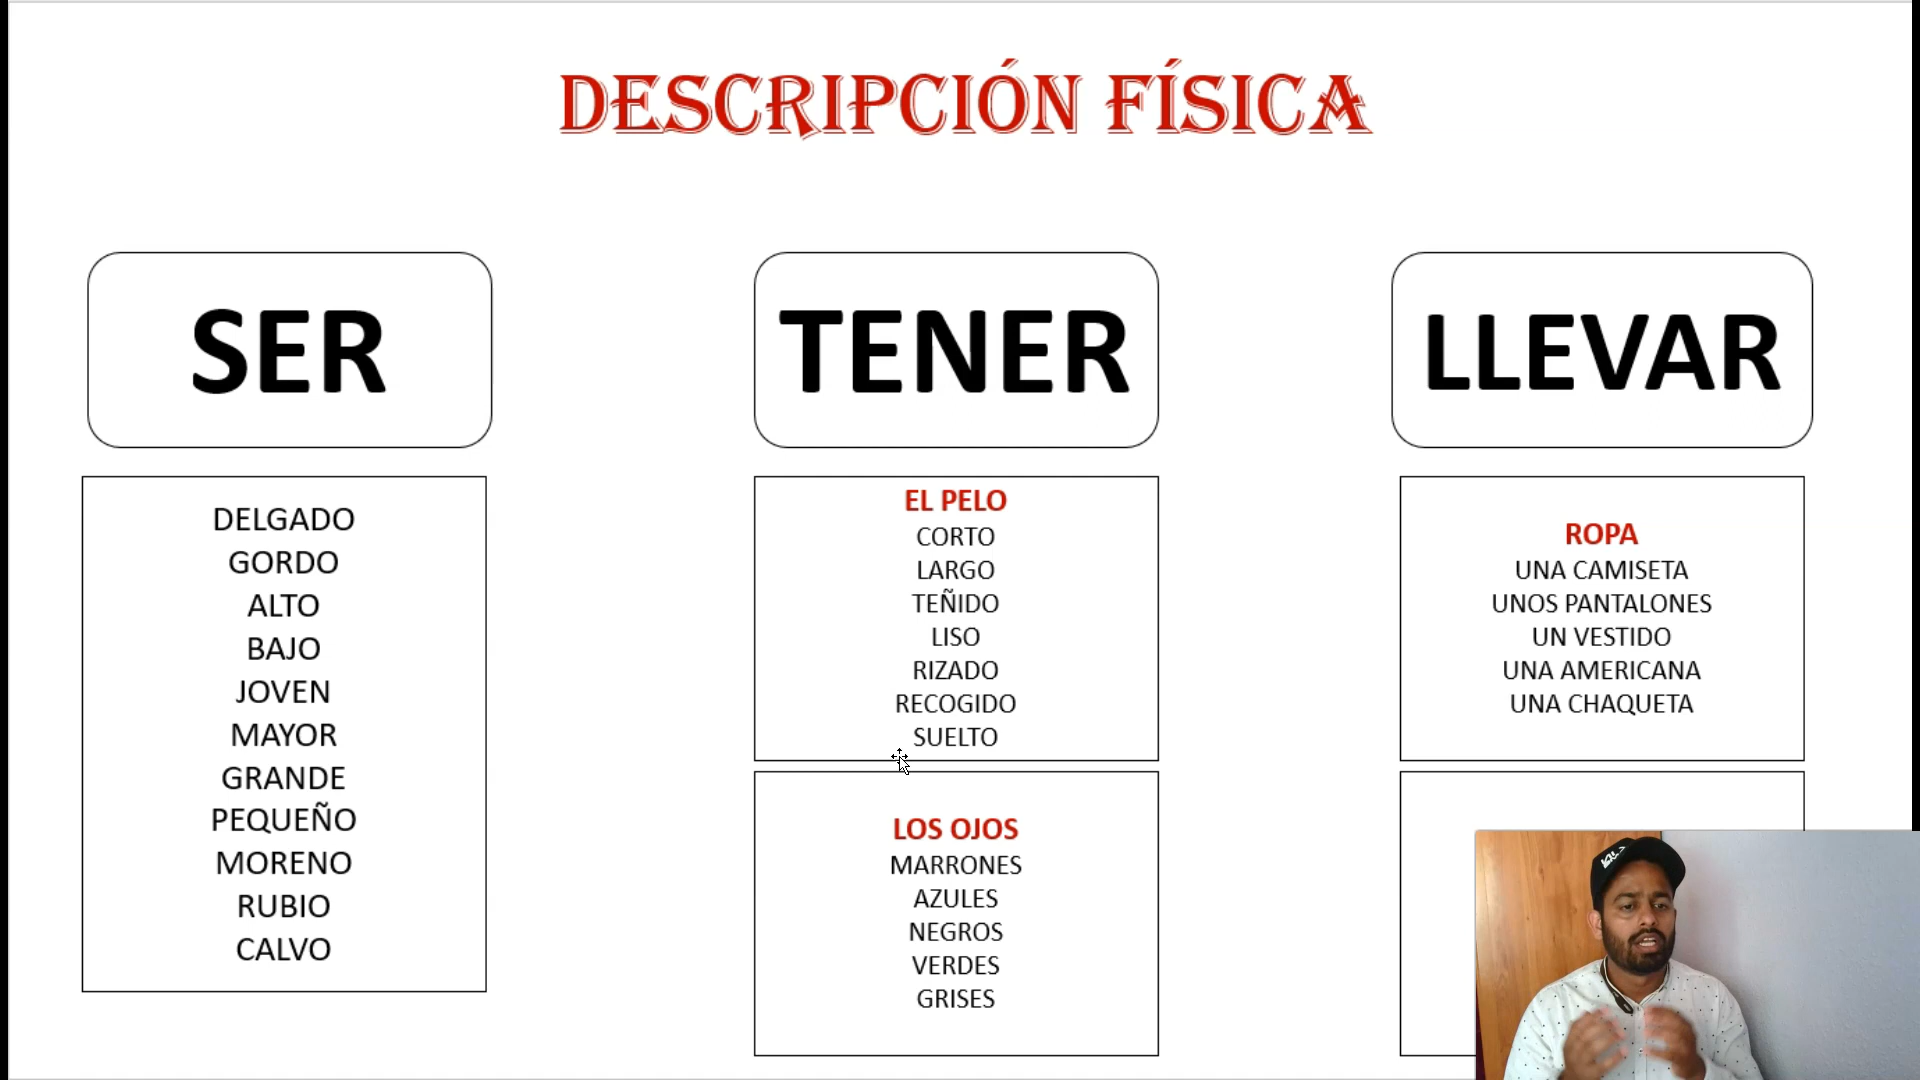 DESCRIPCIÓN FÍSICA
SER
DELGADO
GORDO
ALTO
BAJO
JOVEN
MAYOR
GRANDE
PEQUEÑO
MORENO
RUBIO
CALVO
TENER
EL PELO
CORTO
LARGO
TEÑIDO
LISO
RIZADO
RECOGIDO
SUELTO
LOS OJOS
MARRONES
AZULES
NEGROS
VERDES
GRISES
LLEVAR
ROPA
UNA CAMISETA
UNOS PANTALONES
UN VESTIDO
UNA AMERICANA
UNA CHAQUETA